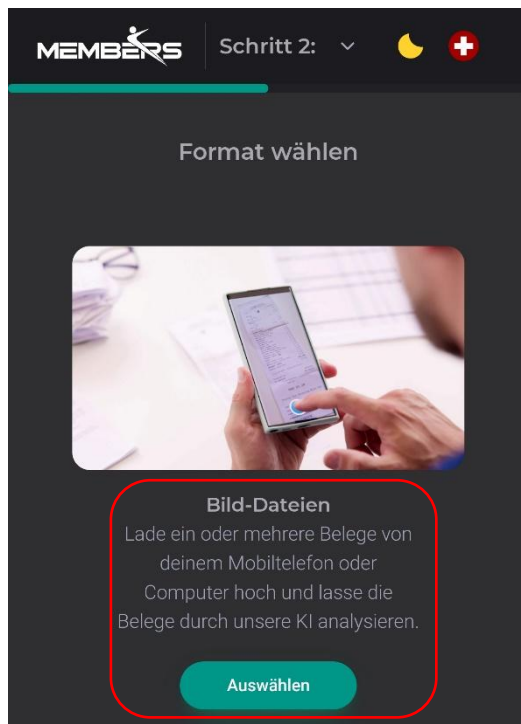 MEMBERS
Schritt 2:
Format wählen
Bild-Dateien
Lade ein oder mehrere Belege von
deinem Mobiltelefon oder
Computer hoch und lasse die
Belege durch unsere KI analysieren.
Auswählen